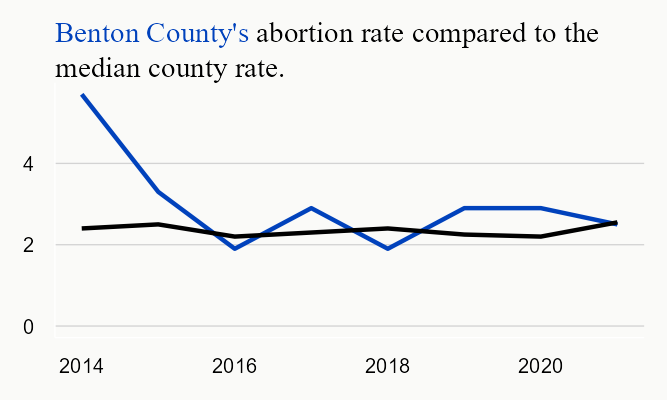 Benton County's abortion rate compared to the
median county rate.
4
2
0
2014 2016 2018 2020